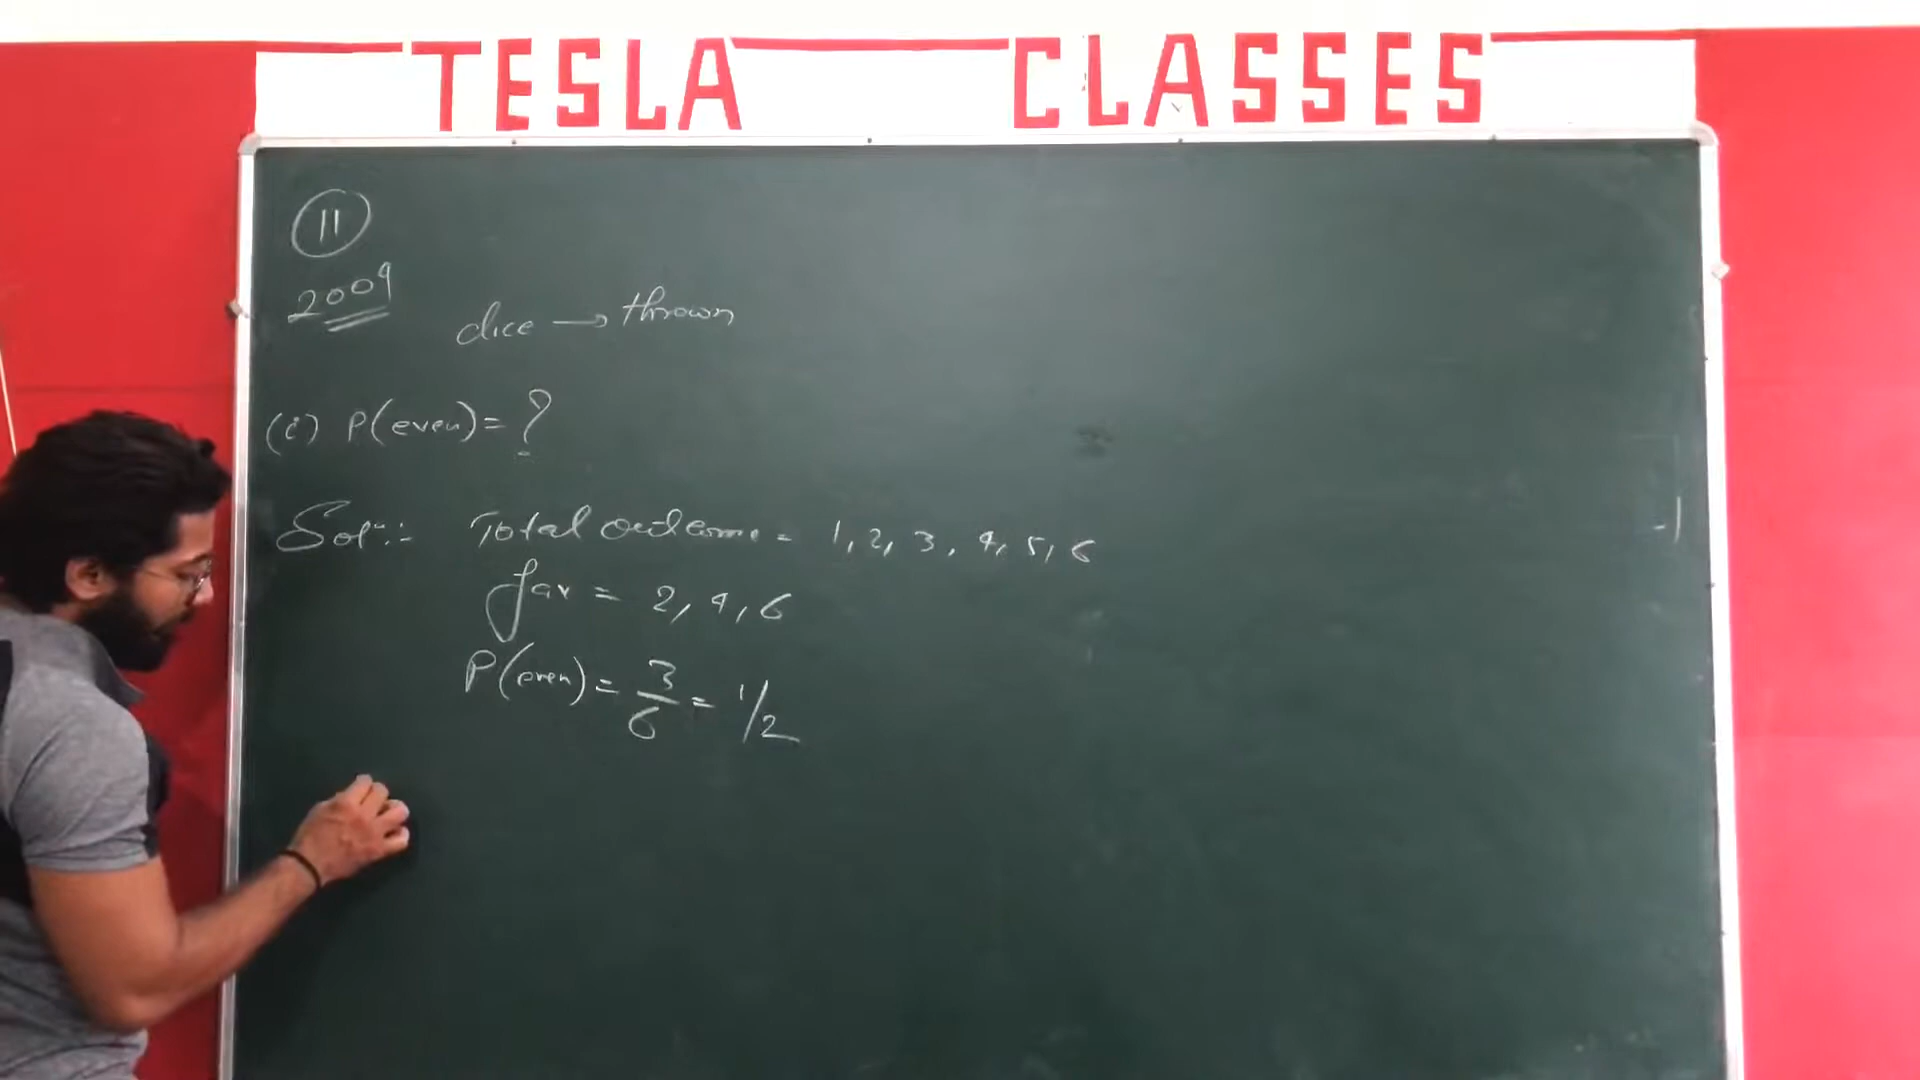 TESLA CLASSES
11
2009
dice → thrown
(i) P(even) = ?
Solⁿ:- Total outcome = 1, 2, 3, 4, 5, 6
fav = 2, 4, 6
P(even) = 3/6 = 1/2